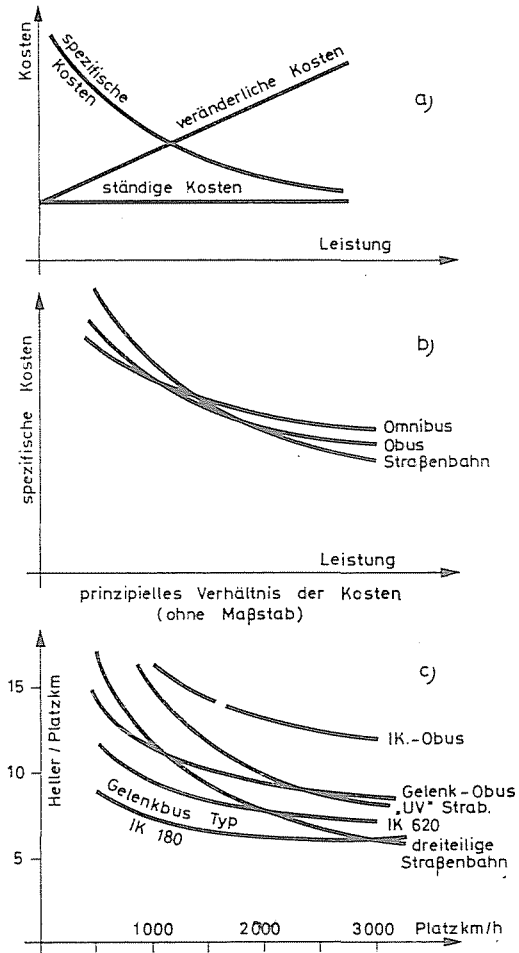 Kosten
spezifische
Kosten
veränderliche Kosten
a)
ständige Kosten
Leistung
spezifische Kosten
b)
Omnibus
Obus
Straßenbahn
Leistung
prinzipielles Verhältnis der Kosten
(ohne Maßstab)
Heller / Platzkm
c)
15
10
5
IK.-Obus
Gelenk-Obus
"UV" Strab.
IK 620
dreiteilige
Straßenbahn
Gelenkbus Typ
IK 180
1000
2000
3000
Platzkm/h